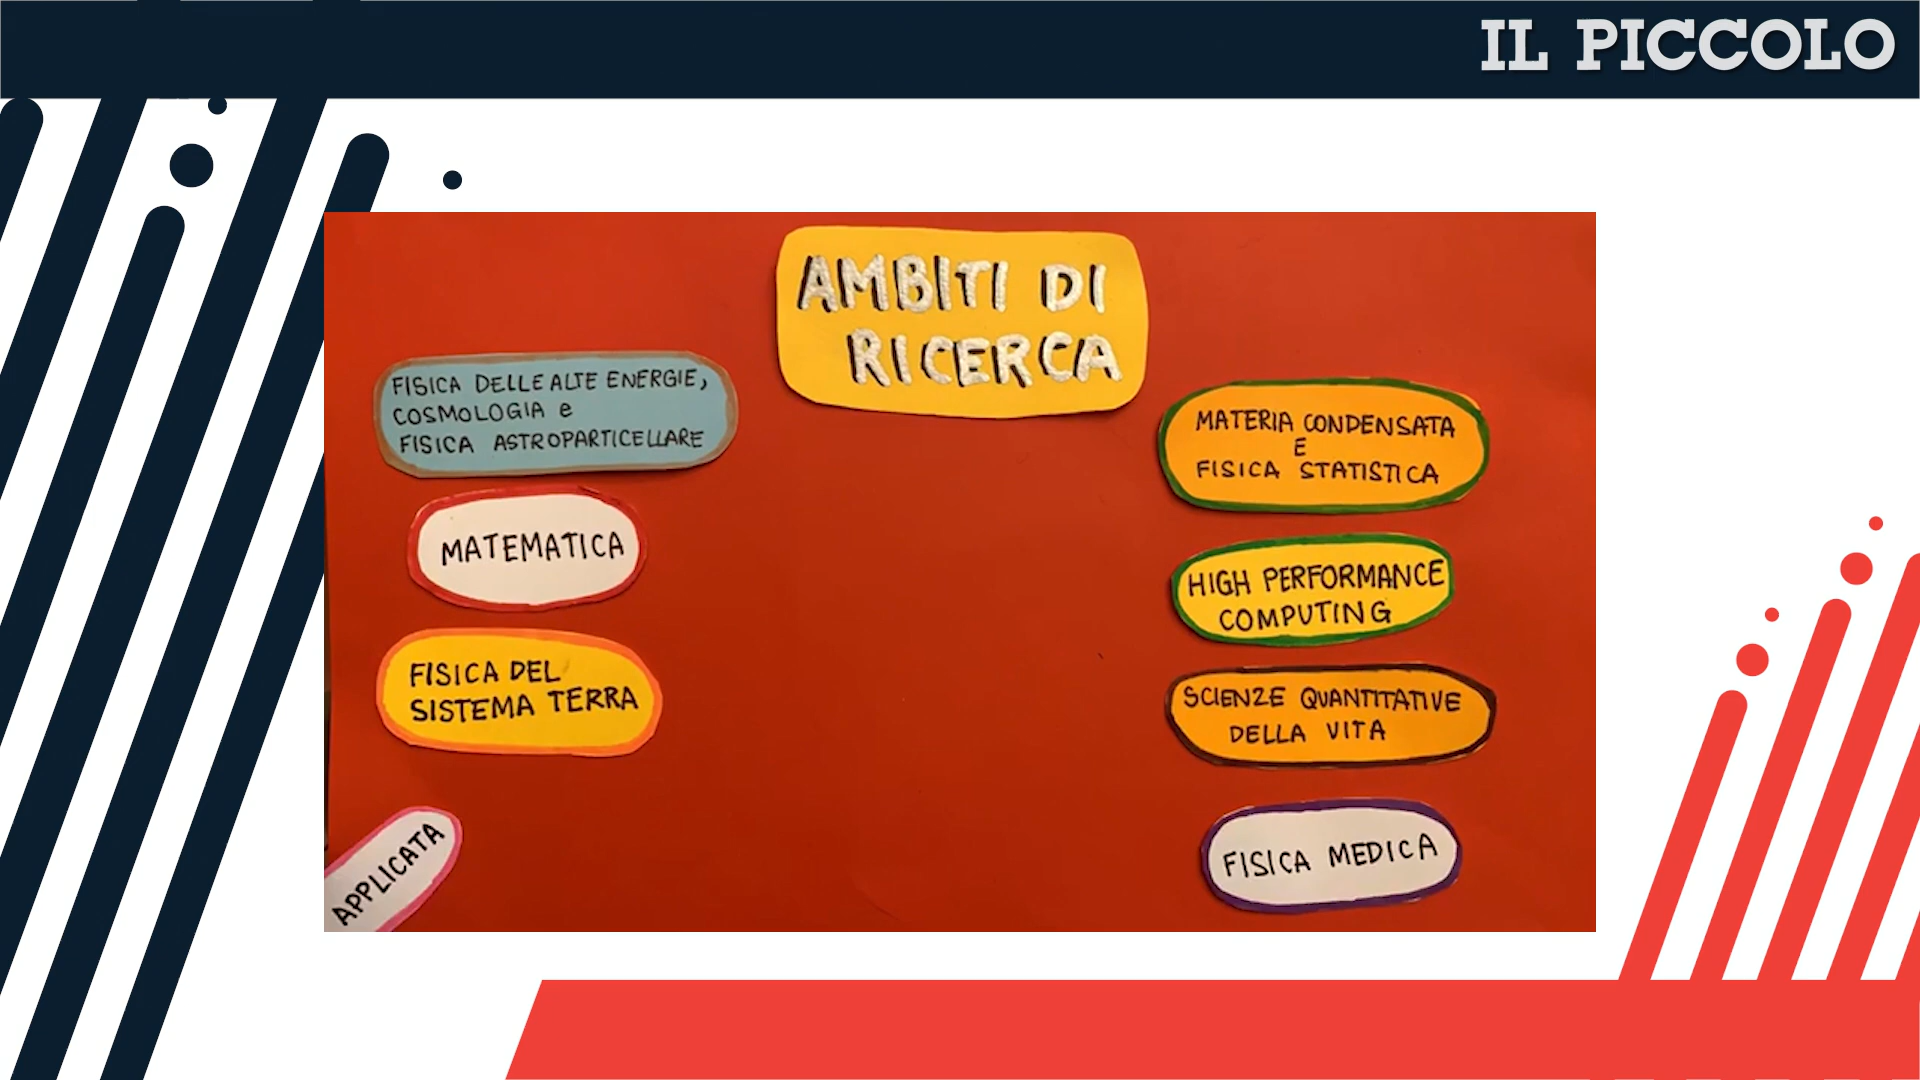 IL PICCOLO
AMBITI DI
RICERCA
FISICA DELLE ALTE ENERGIE,
COSMOLOGIA e
FISICA ASTROPARTICELLARE
MATEMATICA
FISICA DEL
SISTEMA TERRA
APPLICATA
MATERIA CONDENSATA
E
FISICA STATISTICA
HIGH PERFORMANCE
COMPUTING
SCIENZE QUANTITATIVE
DELLA VITA
FISICA MEDICA